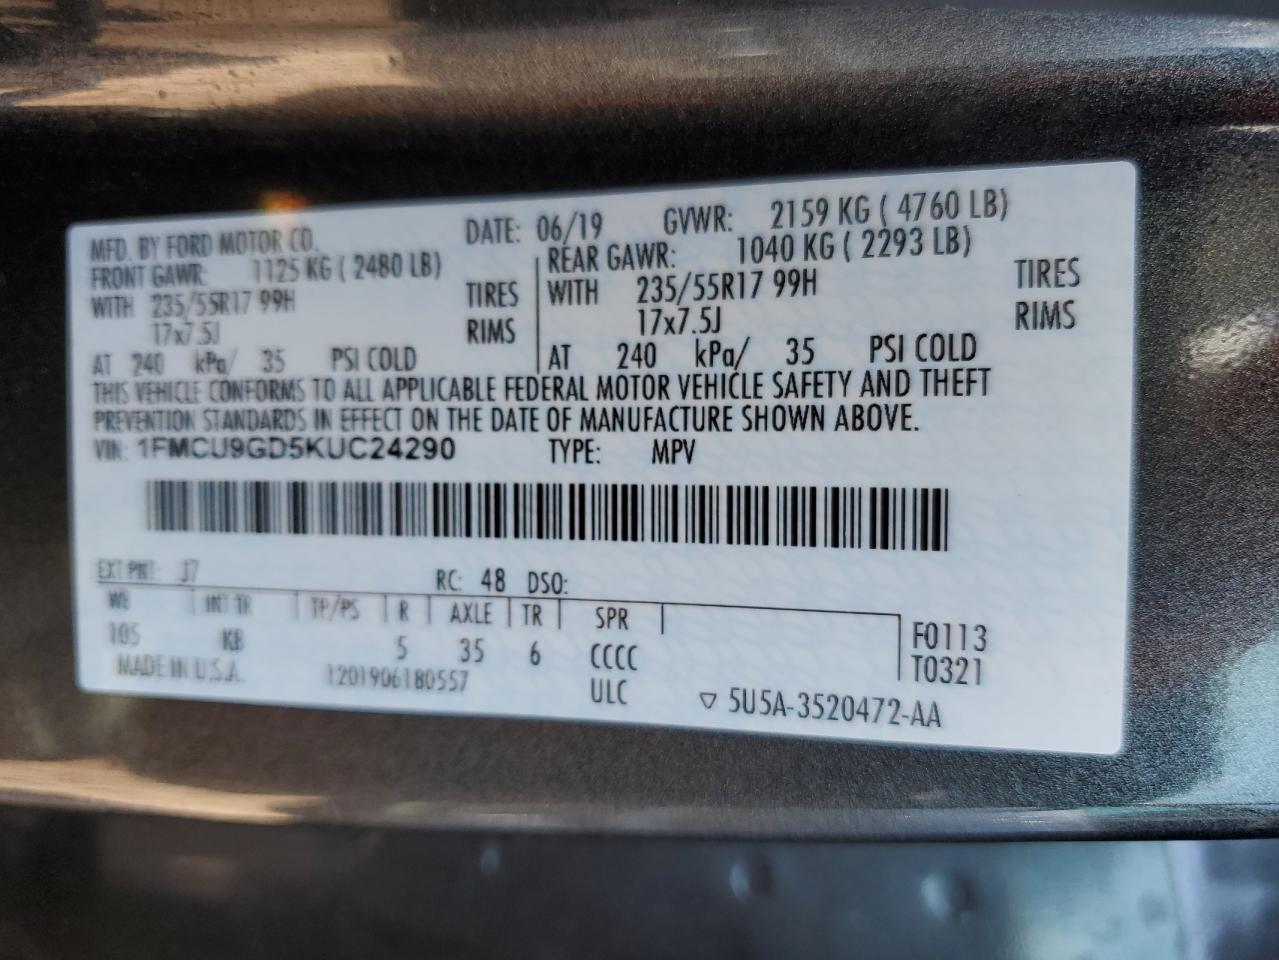 MFD. BY FORD MOTOR CO. DATE: 06/19 GVWR: 2159 KG ( 4760 LB)
FRONT GAWR: 1125 KG ( 2480 LB) REAR GAWR: 1040 KG ( 2293 LB)
WITH 235/55R17 99H TIRES WITH 235/55R17 99H TIRES
17x7.5J RIMS 17x7.5J RIMS
AT 240 kPa/ 35 PSI COLD AT 240 kPa/ 35 PSI COLD
THIS VEHICLE CONFORMS TO ALL APPLICABLE FEDERAL MOTOR VEHICLE SAFETY AND THEFT
PREVENTION STANDARDS IN EFFECT ON THE DATE OF MANUFACTURE SHOWN ABOVE.
VIN: 1FMCU9GD5KUC24290 TYPE: MPV
EXT PNT: J7 RC: 48 DSO:
WB INT TR TP/PS R AXLE TR SPR F0113
105 KB 5 35 6 CCCC T0321
MADE IN U.S.A. 1201906180557 ULC ▽ 5U5A-3520472-AA